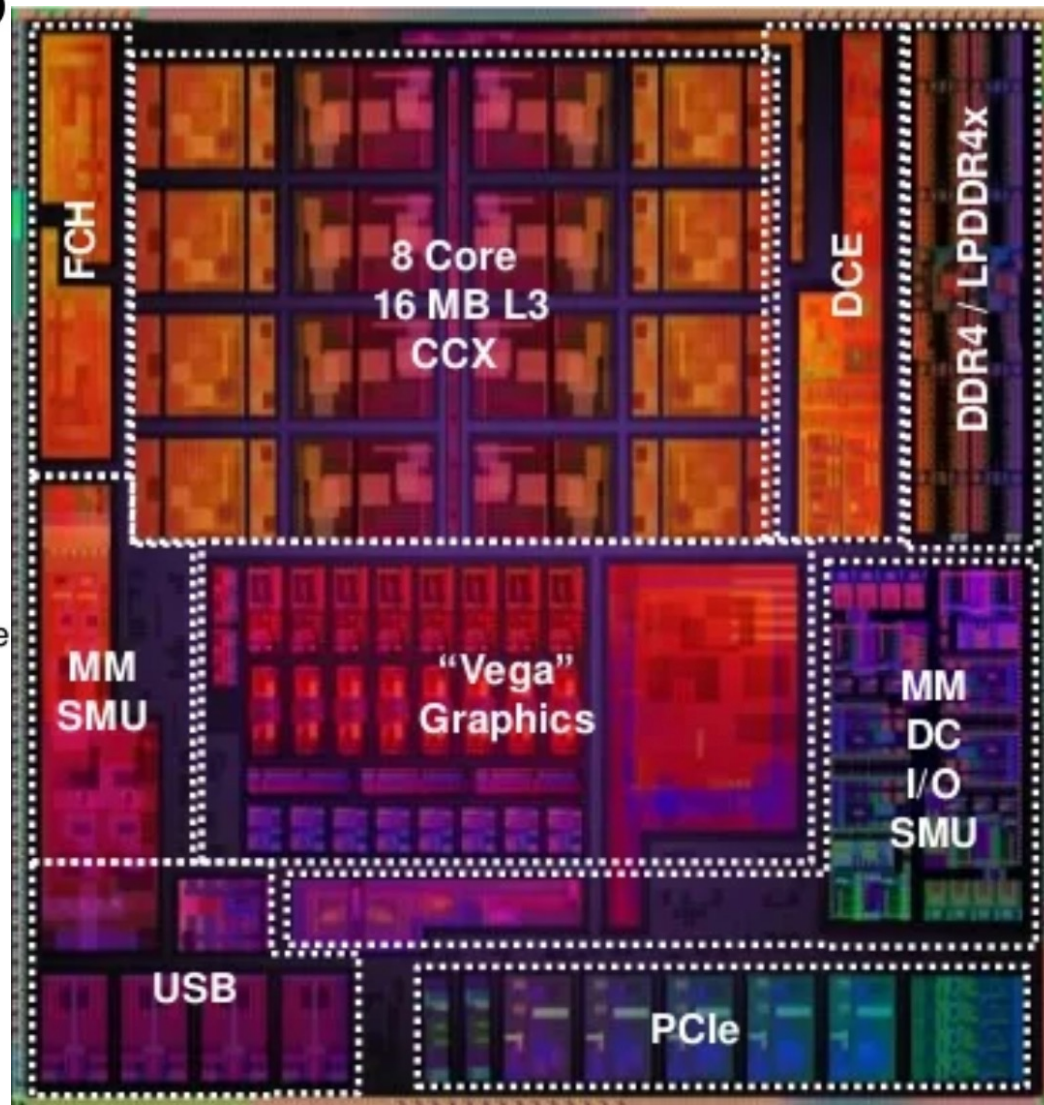 FCH
8 Core
16 MB L3
CCX
DCE
DDR4 / LPDDR4x
MM
SMU
“Vega”
Graphics
MM
DC
I/O
SMU
USB
PCIe